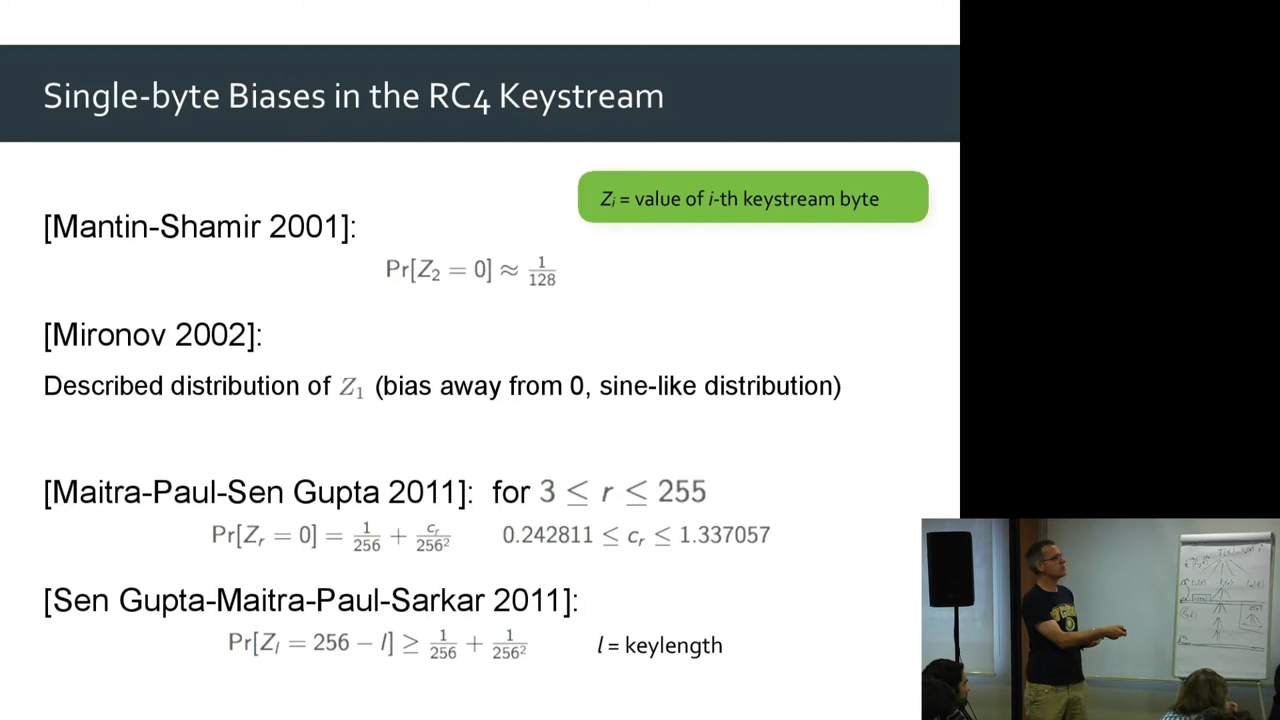 Single-byte Biases in the RC4 Keystream
Zᵢ = value of i-th keystream byte
[Mantin-Shamir 2001]:
Pr[Z₂ = 0] ≈ 1/128
[Mironov 2002]:
Described distribution of Z₁ (bias away from 0, sine-like distribution)
[Maitra-Paul-Sen Gupta 2011]: for 3 ≤ r ≤ 255
Pr[Zᵣ = 0] = 1/256 + cᵣ/256² 0.242811 ≤ cᵣ ≤ 1.337057
[Sen Gupta-Maitra-Paul-Sarkar 2011]:
Pr[Zₗ = 256 − l] ≥ 1/256 + 1/256² l = keylength